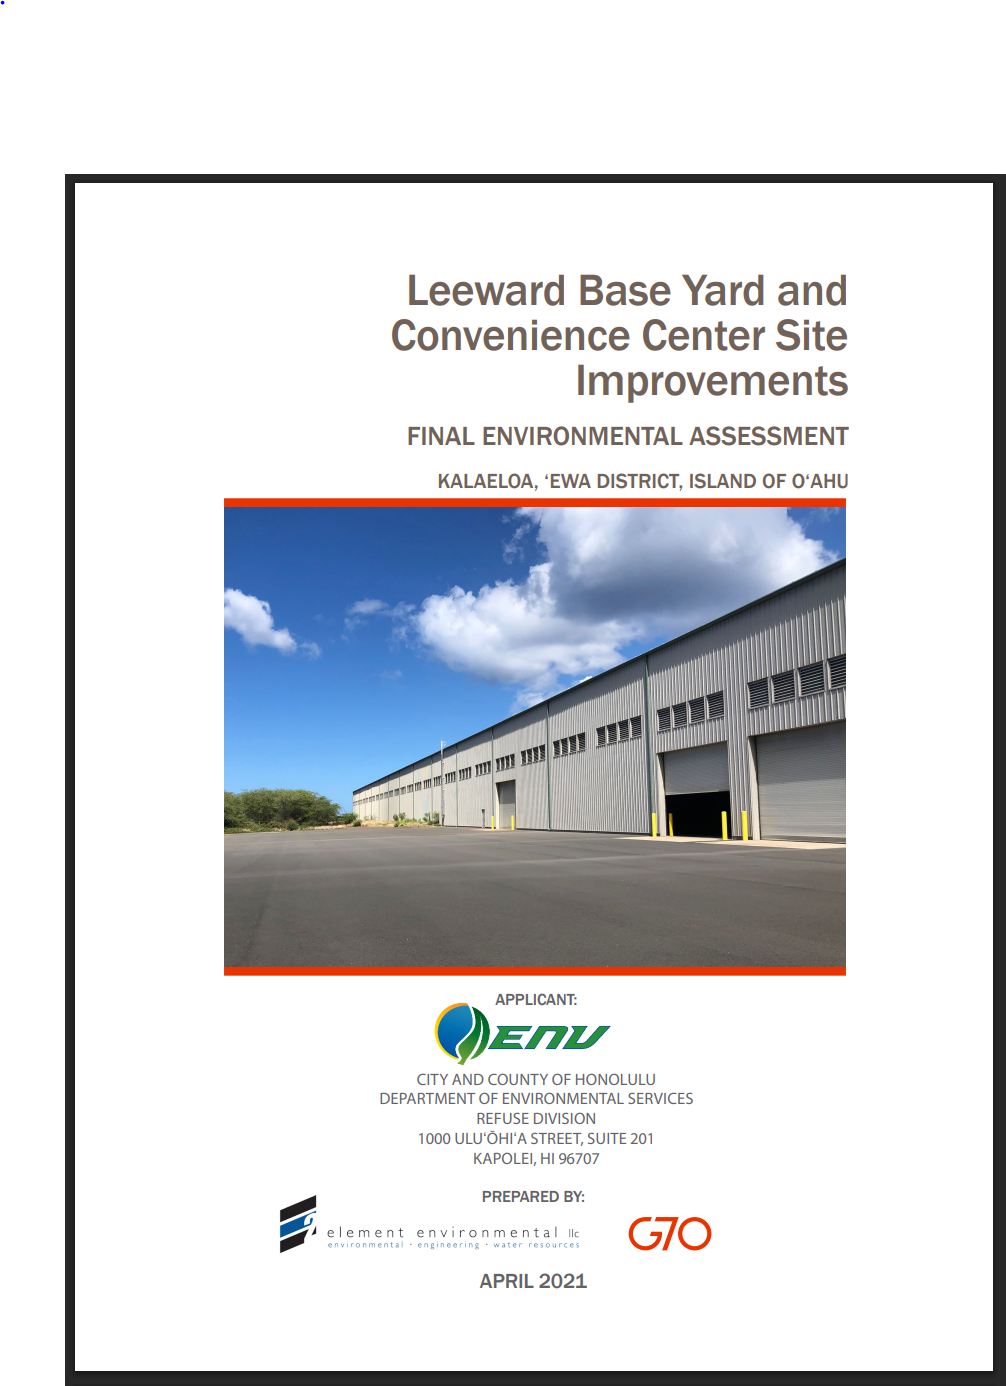 Leeward Base Yard and
Convenience Center Site
Improvements
FINAL ENVIRONMENTAL ASSESSMENT
KALAELOA, ʻEWA DISTRICT, ISLAND OF OʻAHU
APPLICANT:
ENV
CITY AND COUNTY OF HONOLULU
DEPARTMENT OF ENVIRONMENTAL SERVICES
REFUSE DIVISION
1000 ULUʻŌHIʻA STREET, SUITE 201
KAPOLEI, HI 96707
PREPARED BY:
element environmental llc
environmental · engineering · water resources
G70
APRIL 2021